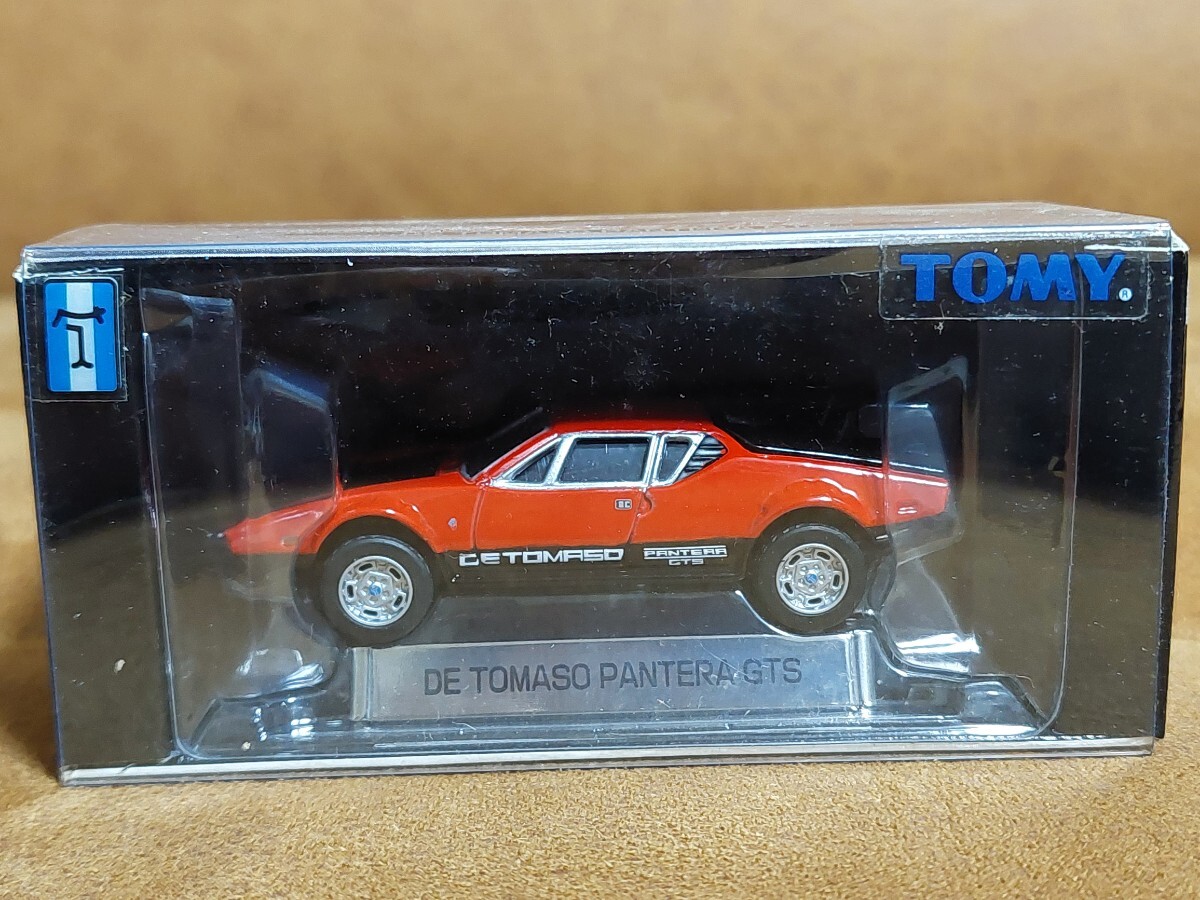 TOMY®
DETOMASO PANTERA
GTS
DE TOMASO PANTERA GTS